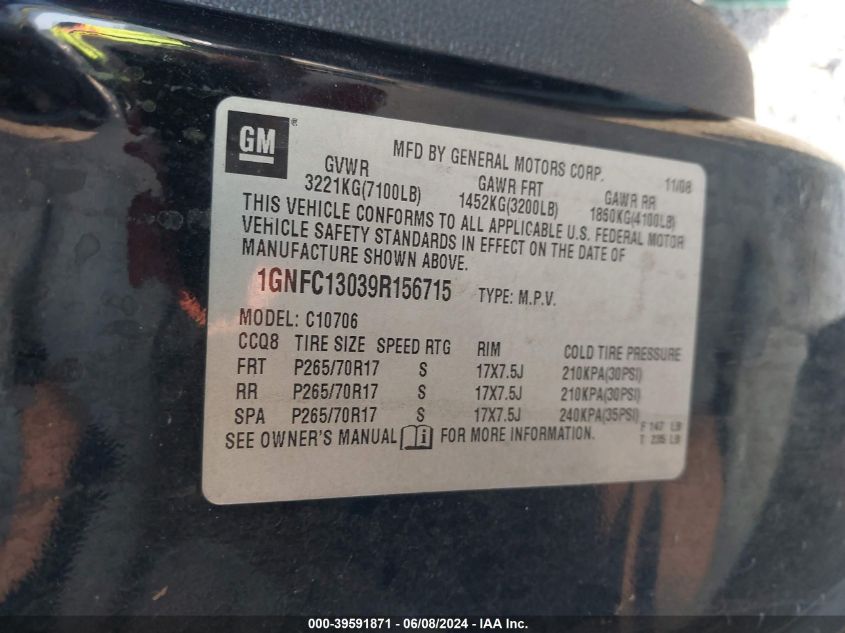 GM ®
MFD BY GENERAL MOTORS CORP. 11/08
GVWR GAWR FRT GAWR RR
3221KG(7100LB) 1452KG(3200LB) 1860KG(4100LB)
THIS VEHICLE CONFORMS TO ALL APPLICABLE U.S. FEDERAL MOTOR
VEHICLE SAFETY STANDARDS IN EFFECT ON THE DATE OF
MANUFACTURE SHOWN ABOVE.
1GNFC13039R156715 TYPE: M.P.V.
MODEL: C10706
CCQ8 TIRE SIZE SPEED RTG RIM COLD TIRE PRESSURE
FRT P265/70R17 S 17X7.5J 210KPA(30PSI)
RR P265/70R17 S 17X7.5J 210KPA(30PSI)
SPA P265/70R17 S 17X7.5J 240KPA(35PSI)
SEE OWNER'S MANUAL i FOR MORE INFORMATION.
F 147 LB
T 235 LB
000-39591871 - 06/08/2024 - IAA Inc.